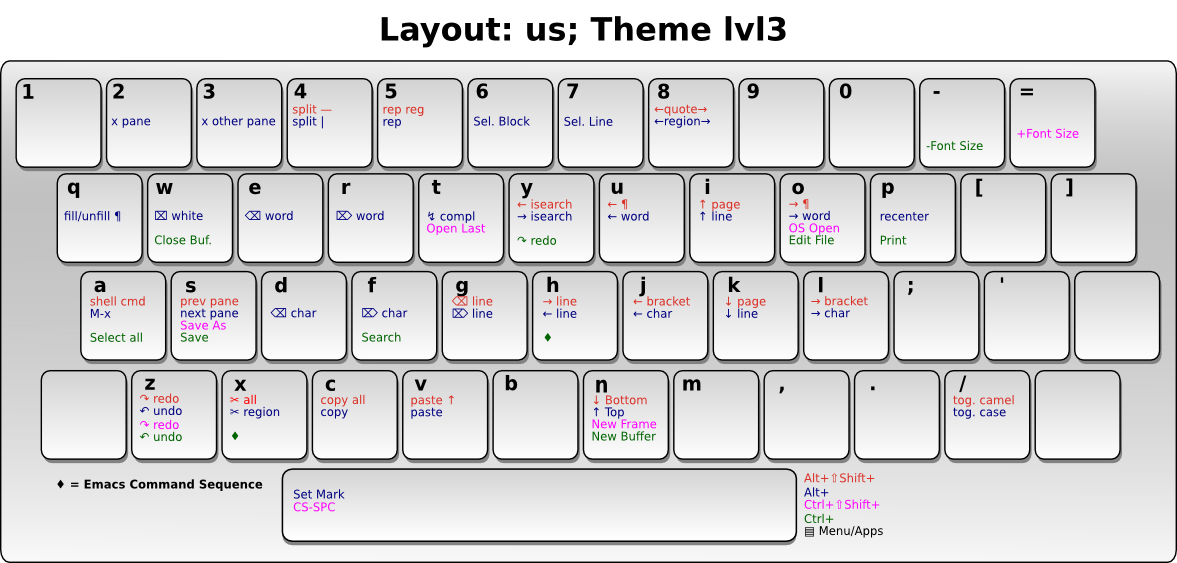 Layout: us; Theme lvl3
1
2
x pane
3
x other pane
4
split —
split |
5
rep reg
rep
6
Sel. Block
7
Sel. Line
8
←quote→
←region→
9
0
-
-Font Size
=
+Font Size
q
fill/unfill ¶
w
⌧ white
Close Buf.
e
⌫ word
r
⌦ word
t
↯ compl
Open Last
y
← isearch
→ isearch
↷ redo
u
← ¶
← word
i
↑ page
↑ line
o
→ ¶
→ word
OS Open
Edit File
p
recenter
Print
[
]
a
shell cmd
M-x
Select all
s
prev pane
next pane
Save As
Save
d
⌫ char
f
⌦ char
Search
g
⌫ line
⌦ line
h
→ line
← line
♦
j
← bracket
← char
k
↓ page
↓ line
l
→ bracket
→ char
;
'
z
↷ redo
↶ undo
↷ redo
↶ undo
x
✂ all
✂ region
♦
c
copy all
copy
v
paste ↑
paste
b
n
↓ Bottom
↑ Top
New Frame
New Buffer
m
,
.
/
tog. camel
tog. case
♦ = Emacs Command Sequence
Set Mark
CS-SPC
Alt+⇧Shift+
Alt+
Ctrl+⇧Shift+
Ctrl+
▤ Menu/Apps